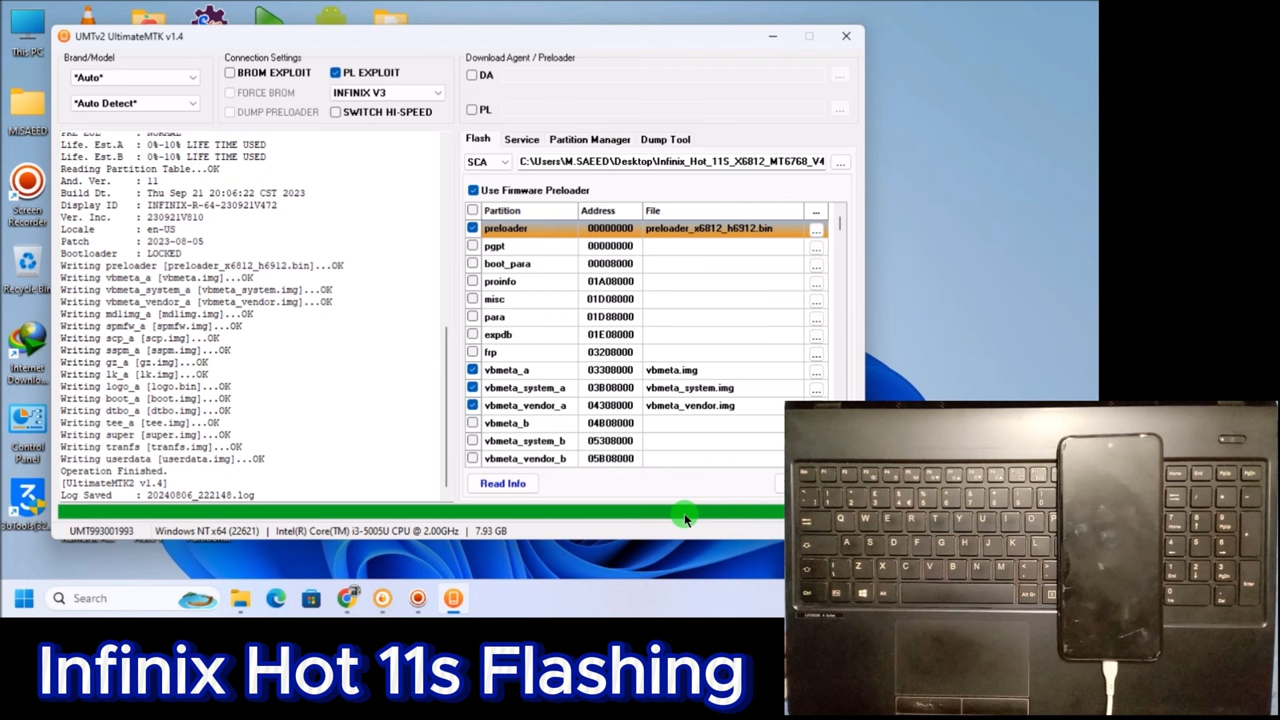 This PC
M.SAEED
Screen
Recorder
Recycle Bin
Internet
Downlo...
Control
Panel
UMTv2 UltimateMTK v1.4
Brand/Model
*Auto*
*Auto Detect*
Connection Settings
BROM EXPLOIT
PL EXPLOIT
FORCE BROM
INFINIX V3
DUMP PRELOADER
SWITCH HI-SPEED
Download Agent / Preloader
DA
...
PL
...
Life. Est.A : 0%-10% LIFE TIME USED
Life. Est.B : 0%-10% LIFE TIME USED
Reading Partition Table...OK
And. Ver. : 11
Build Dt. : Thu Sep 21 20:06:22 CST 2023
Display ID : INFINIX-R-64-230921V472
Ver. Inc. : 230921V810
Locale : en-US
Patch : 2023-08-05
Bootloader : LOCKED
Writing preloader [preloader_x6812_h6912.bin]...OK
Writing vbmeta_a [vbmeta.img]...OK
Writing vbmeta_system_a [vbmeta_system.img]...OK
Writing vbmeta_vendor_a [vbmeta_vendor.img]...OK
Writing md1img_a [md1img.img]...OK
Writing spmfw_a [spmfw.img]...OK
Writing scp_a [scp.img]...OK
Writing sspm_a [sspm.img]...OK
Writing gz_a [gz.img]...OK
Writing lk_a [lk.img]...OK
Writing logo_a [logo.bin]...OK
Writing boot_a [boot.img]...OK
Writing dtbo_a [dtbo.img]...OK
Writing tee_a [tee.img]...OK
Writing super [super.img]...OK
Writing tranfs [tranfs.img]...OK
Writing userdata [userdata.img]...OK
Operation Finished.
[UltimateMTK2 v1.4]
Log Saved : 20240806_222148.log
Flash Service Partition Manager Dump Tool
SCA C:\Users\M.SAEED\Desktop\Infinix_Hot_11S_X6812_MT6768_V4 ...
Use Firmware Preloader
Partition Address File ...
preloader 00000000 preloader_x6812_h6912.bin ...
pgpt 00000000 ...
boot_para 00008000 ...
proinfo 01A08000 ...
misc 01D08000 ...
para 01D88000 ...
expdb 01E08000 ...
frp 03208000 ...
vbmeta_a 03308000 vbmeta.img ...
vbmeta_system_a 03B08000 vbmeta_system.img ...
vbmeta_vendor_a 04308000 vbmeta_vendor.img
vbmeta_b 04B08000
vbmeta_system_b 05308000
vbmeta_vendor_b 05B08000
Read Info
UMT993001993 Windows NT x64 (22621) | Intel(R) Core(TM) i3-5005U CPU @ 2.00GHz | 7.93 GB
Search
Infinix Hot 11s Flashing